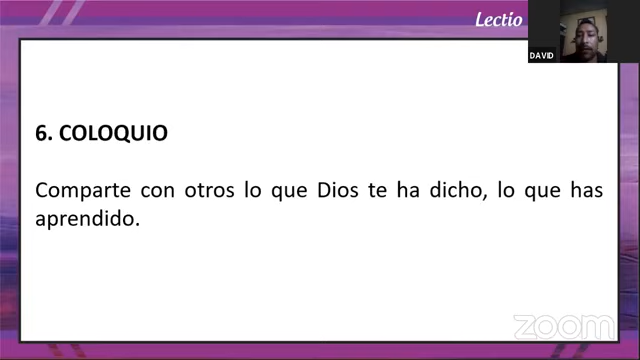 Lectio
DAVID
6. COLOQUIO
Comparte con otros lo que Dios te ha dicho, lo que has
aprendido.
zoom